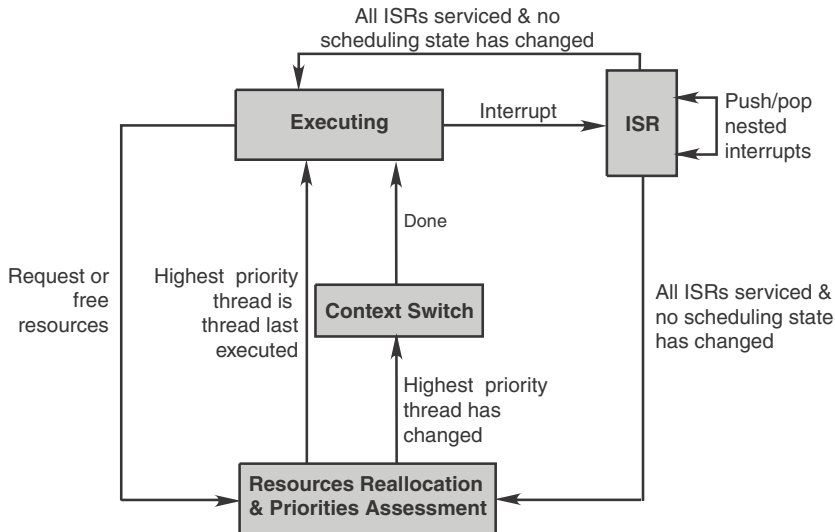 All ISRs serviced & no
scheduling state has changed
Executing
Interrupt
ISR
Push/pop
nested
interrupts
Done
Request or
free
resources
Highest priority
thread is
thread last
executed
Context Switch
All ISRs serviced &
no scheduling state
has changed
Highest priority
thread has
changed
Resources Reallocation
& Priorities Assessment